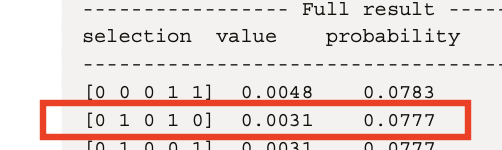 ----------------- Full result -----
selection  value    probability
-----------------------------------
[0 0 0 1 1]  0.0048    0.0783
[0 1 0 1 0]  0.0031    0.0777
[1 0 0 1 1]  0.0031    0.0777